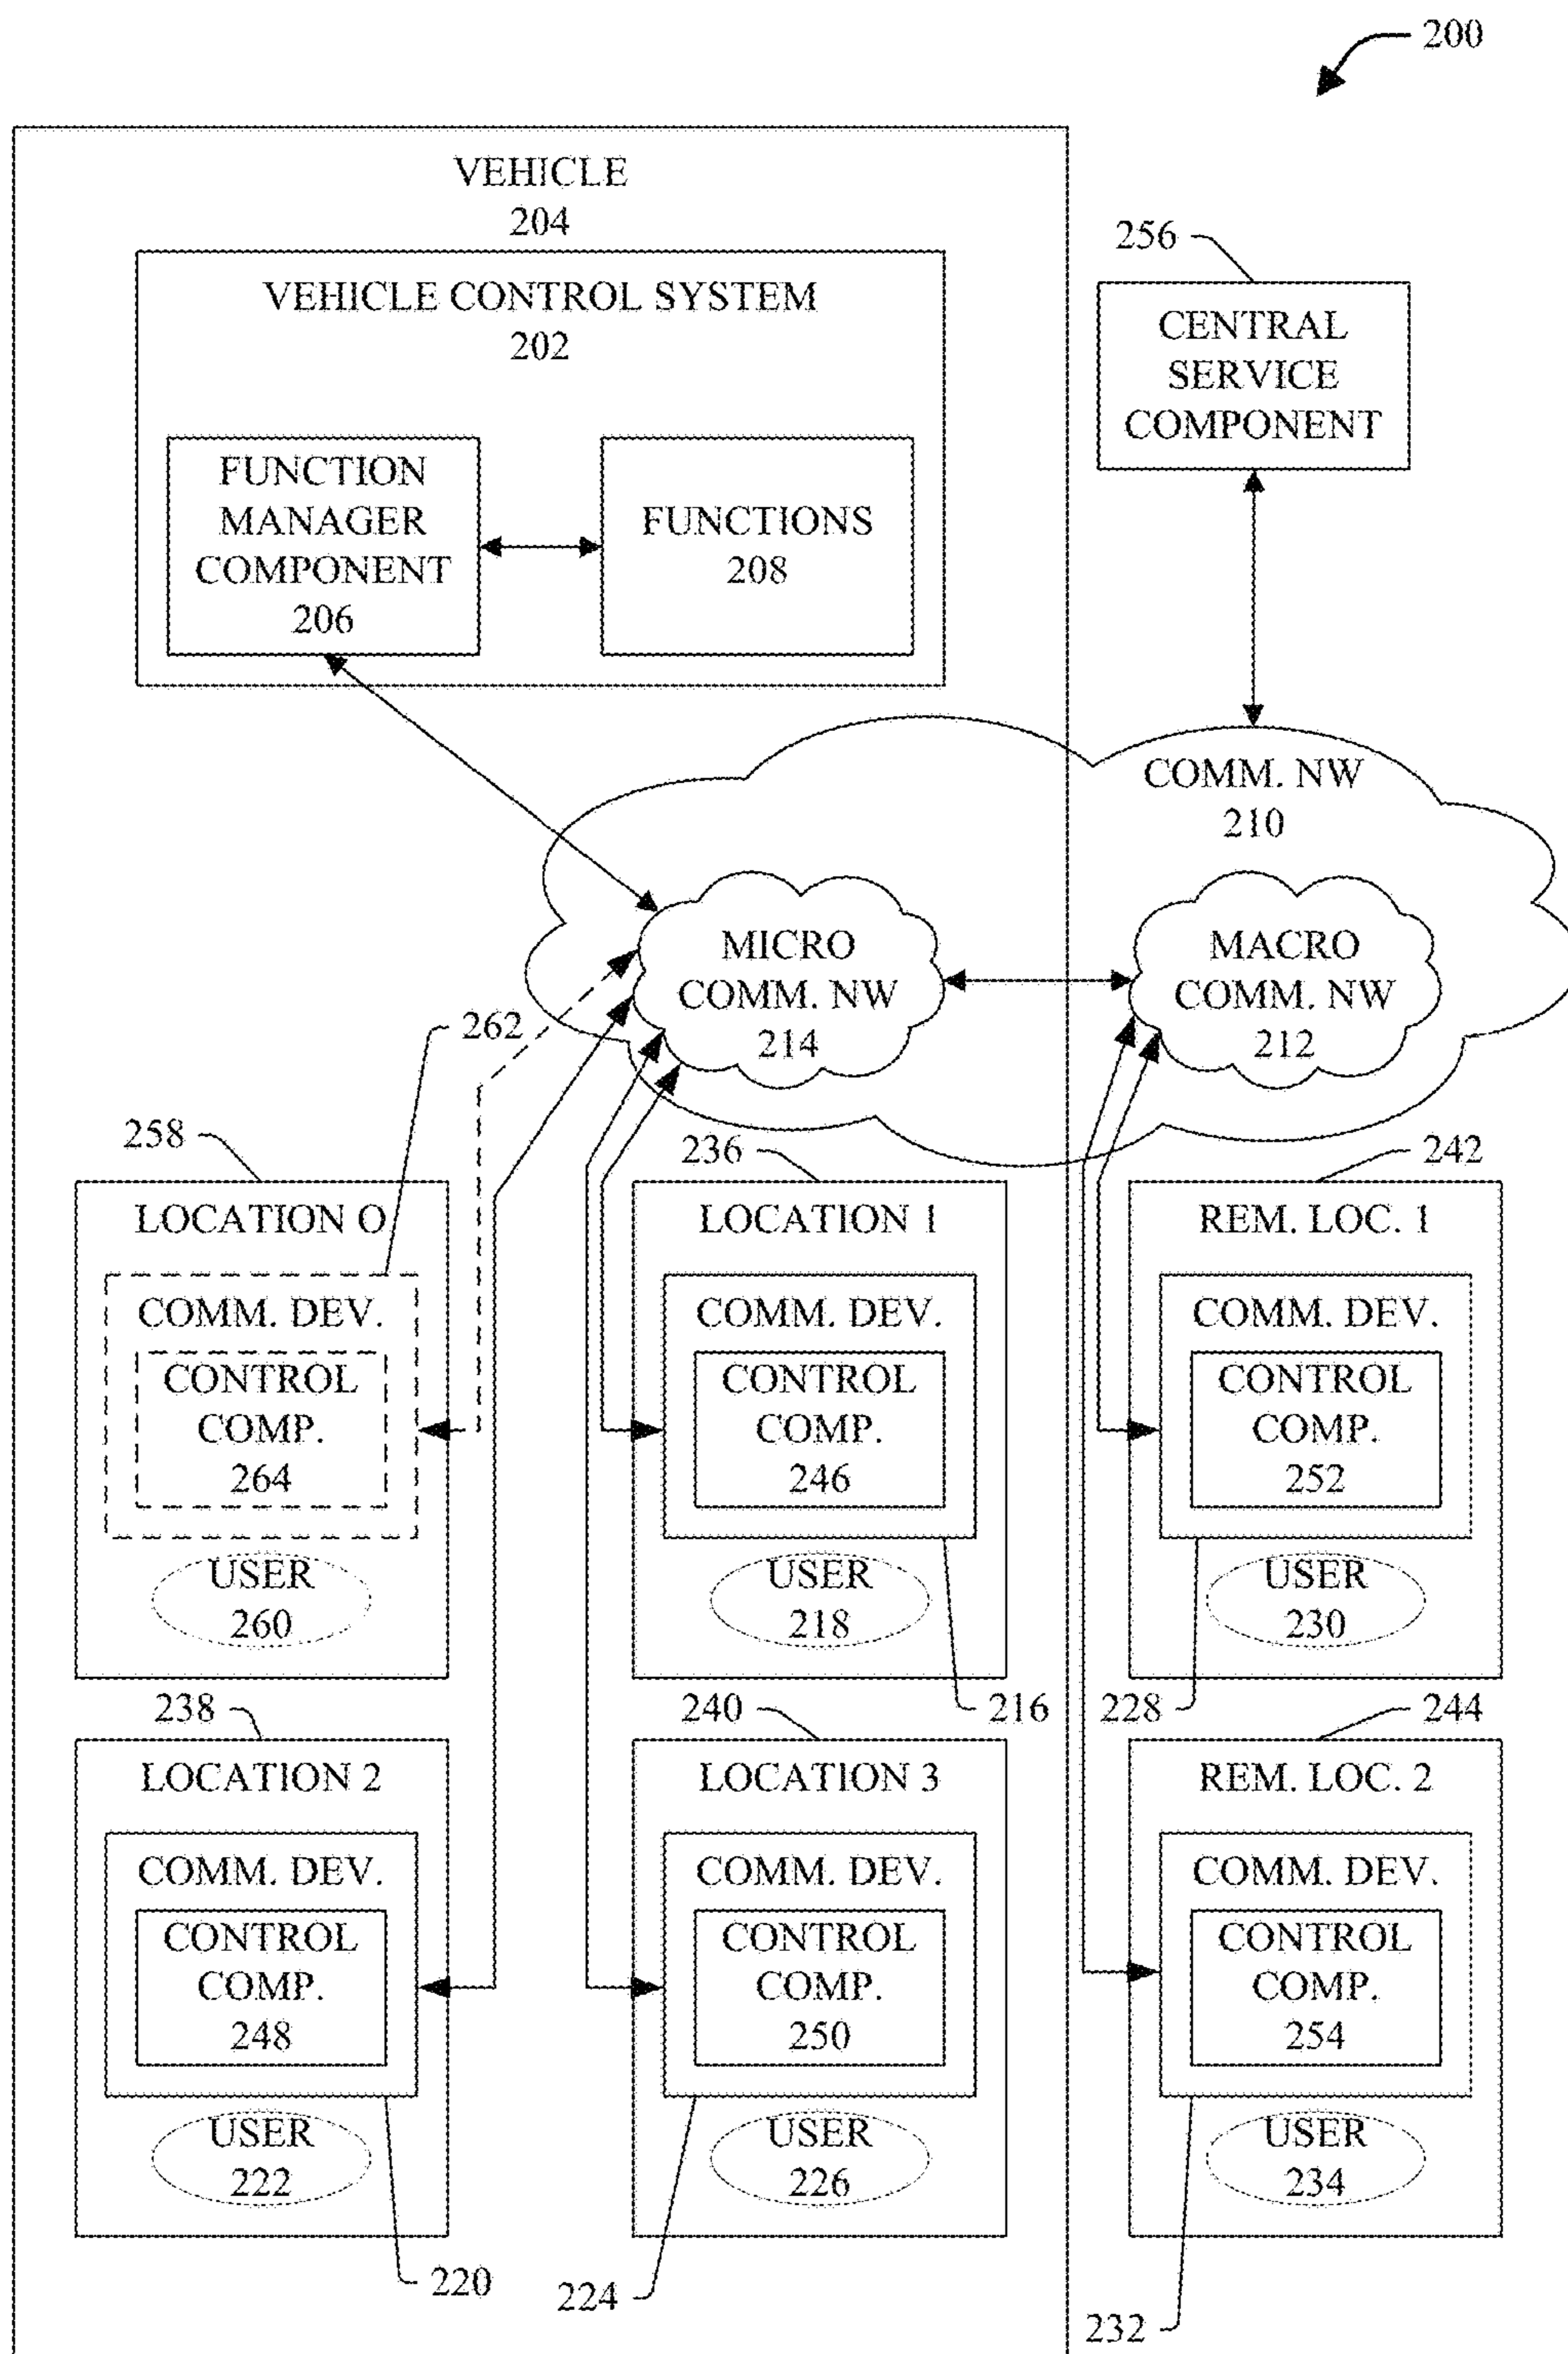 200
VEHICLE
204
VEHICLE CONTROL SYSTEM
202
FUNCTION
MANAGER
COMPONENT
206
FUNCTIONS
208
256
CENTRAL
SERVICE
COMPONENT
COMM. NW
210
MICRO
COMM. NW
214
MACRO
COMM. NW
212
262
258
LOCATION O
COMM. DEV.
CONTROL
COMP.
264
USER
260
236
LOCATION 1
COMM. DEV.
CONTROL
COMP.
246
USER
218
216
242
REM. LOC. 1
COMM. DEV.
CONTROL
COMP.
252
USER
230
228
238
LOCATION 2
COMM. DEV.
CONTROL
COMP.
248
USER
222
220
240
LOCATION 3
COMM. DEV.
CONTROL
COMP.
250
USER
226
224
244
REM. LOC. 2
COMM. DEV.
CONTROL
COMP.
254
USER
234
232